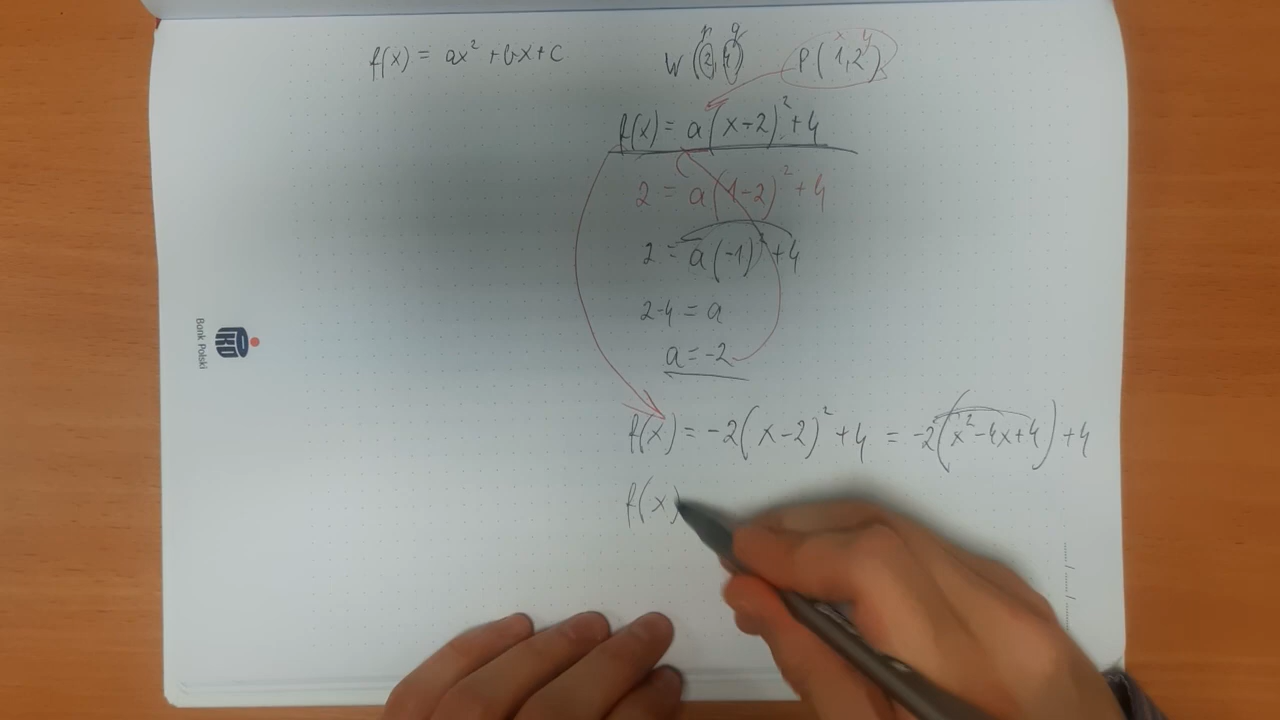 f(x) = ax² + bx + c
p q
W (2, 4)
x y
P ( 1, 2 )
f(x) = a(x-2)² + 4
2 = a(1-2)² + 4
2 = a(-1)² + 4
2-4 = a
a = -2
f(x) = -2(x-2)² + 4 = -2(x²-4x+4) + 4
f(x)
Bank Polski